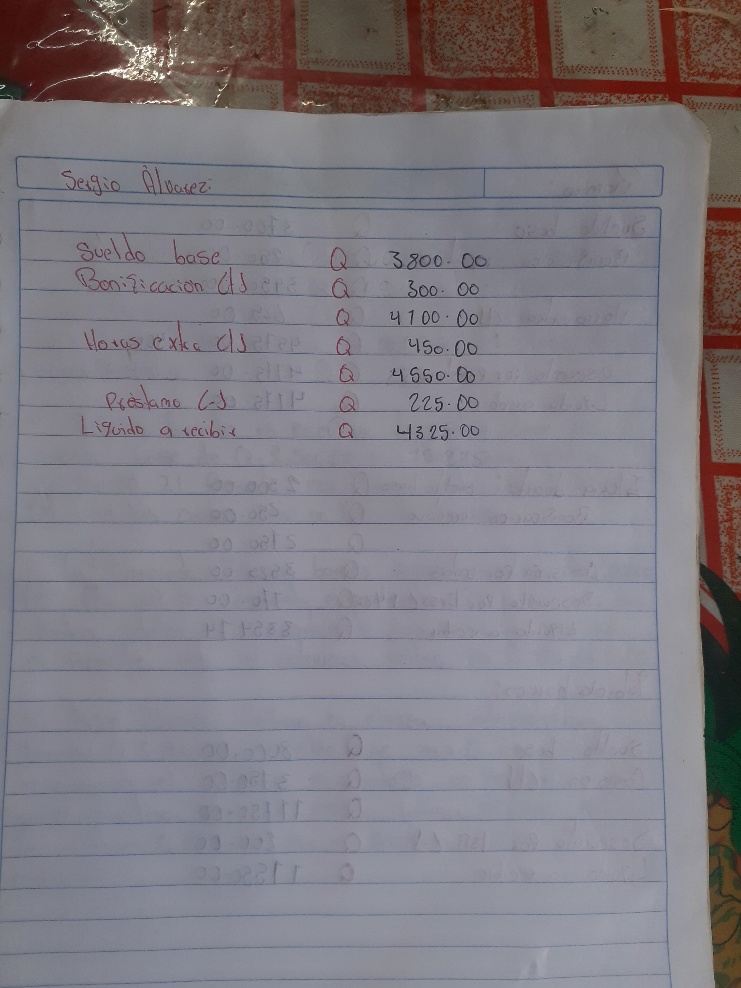 Sergio Álvarez.
Sueldo base Q 3800.00
Bonificacion Q 300.00
Q 4100.00
Horas extra Q 450.00
Q 4550.00
Préstamo Q 225.00
Liquido a recibir Q 4325.00